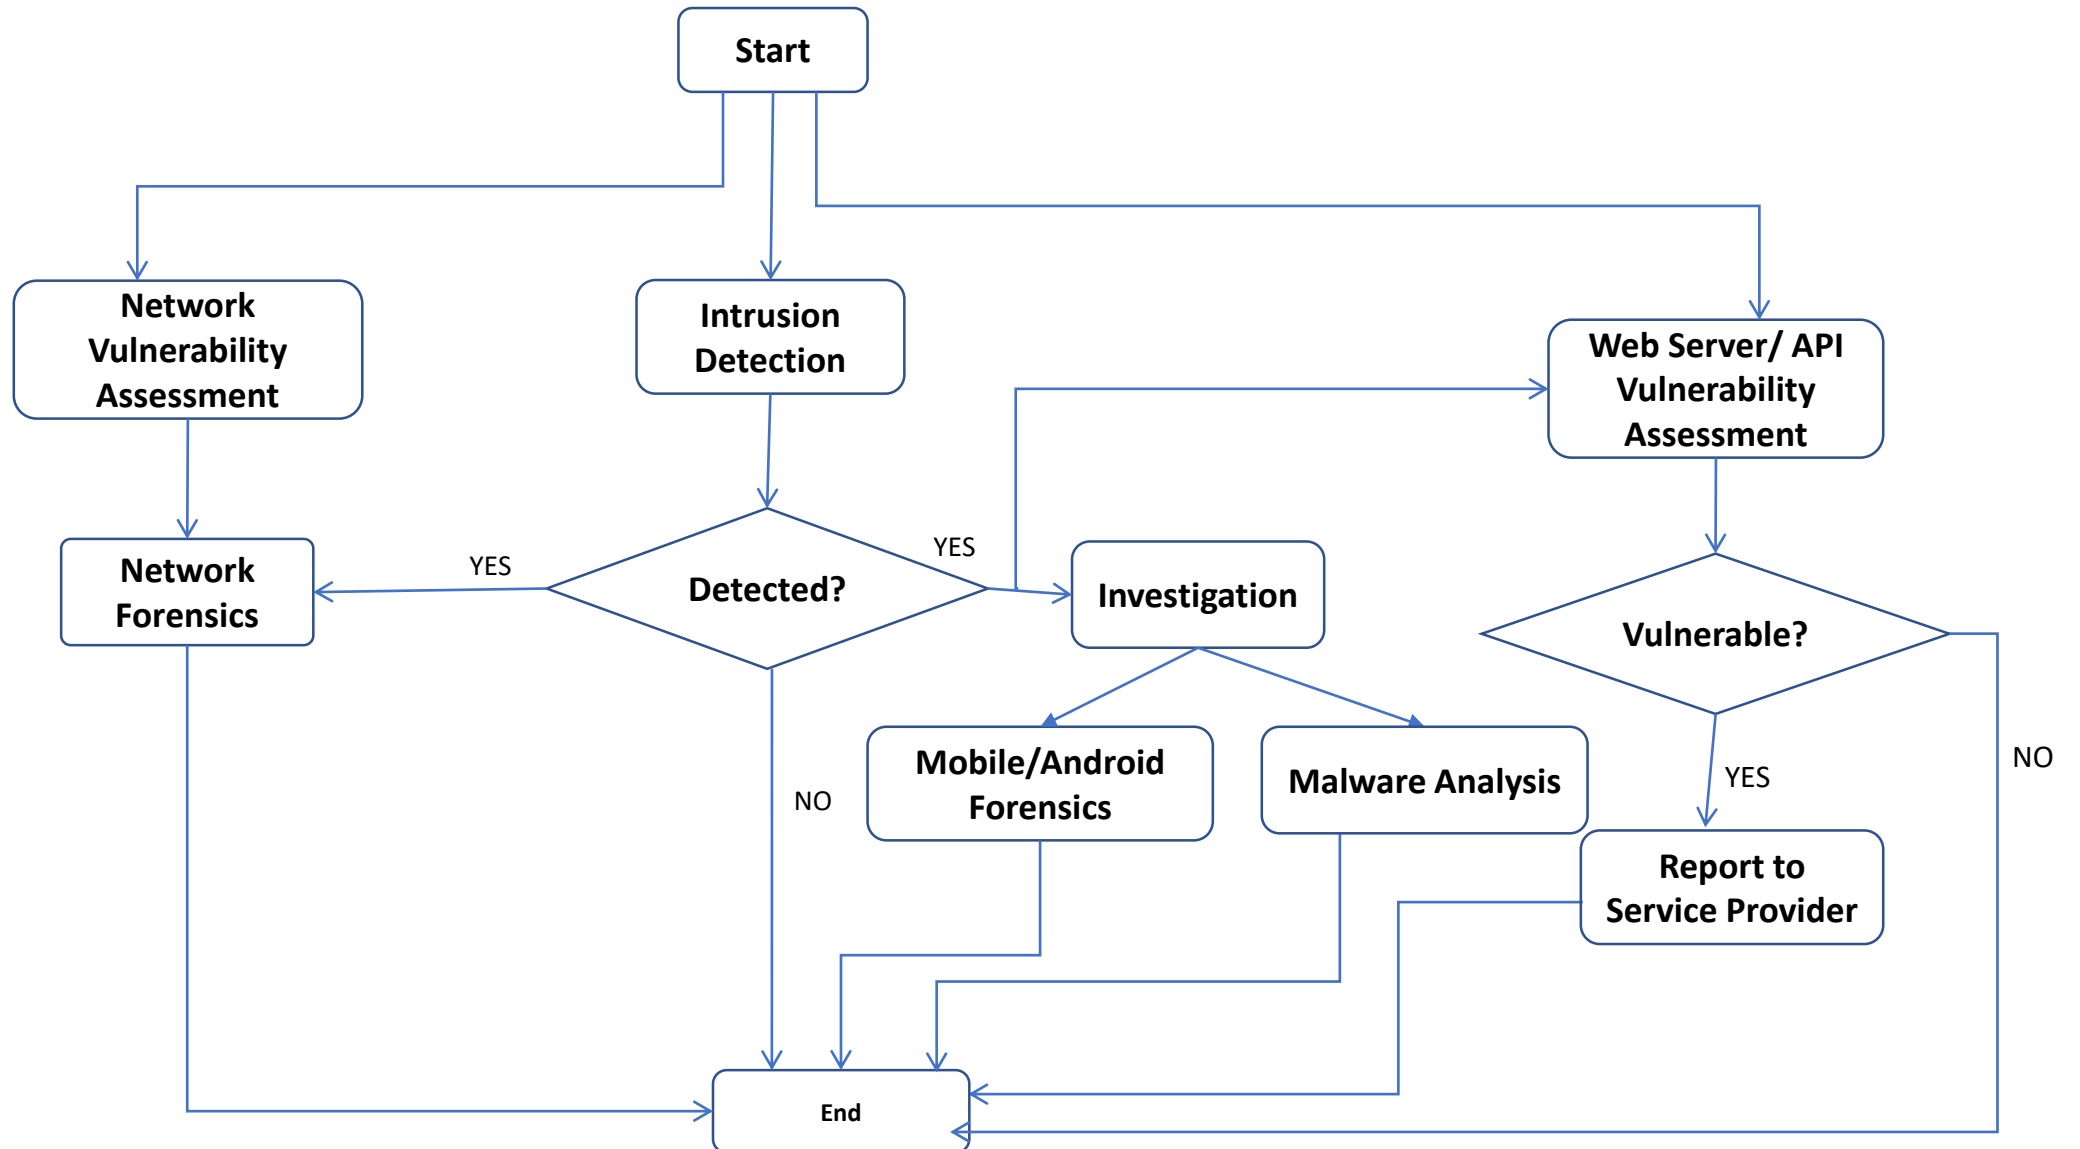 Start
Network
Vulnerability
Assessment
Intrusion
Detection
Web Server/ API
Vulnerability
Assessment
Network
Forensics
YES
Detected?
YES
Investigation
Vulnerable?
NO
Mobile/Android
Forensics
Malware Analysis
YES
NO
Report to
Service Provider
End